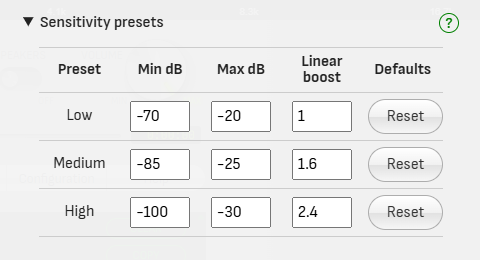 ▼ Sensitivity presets ?
Preset Min dB Max dB Linear boost Defaults
Low -70 -20 1 Reset
Medium -85 -25 1.6 Reset
High -100 -30 2.4 Reset